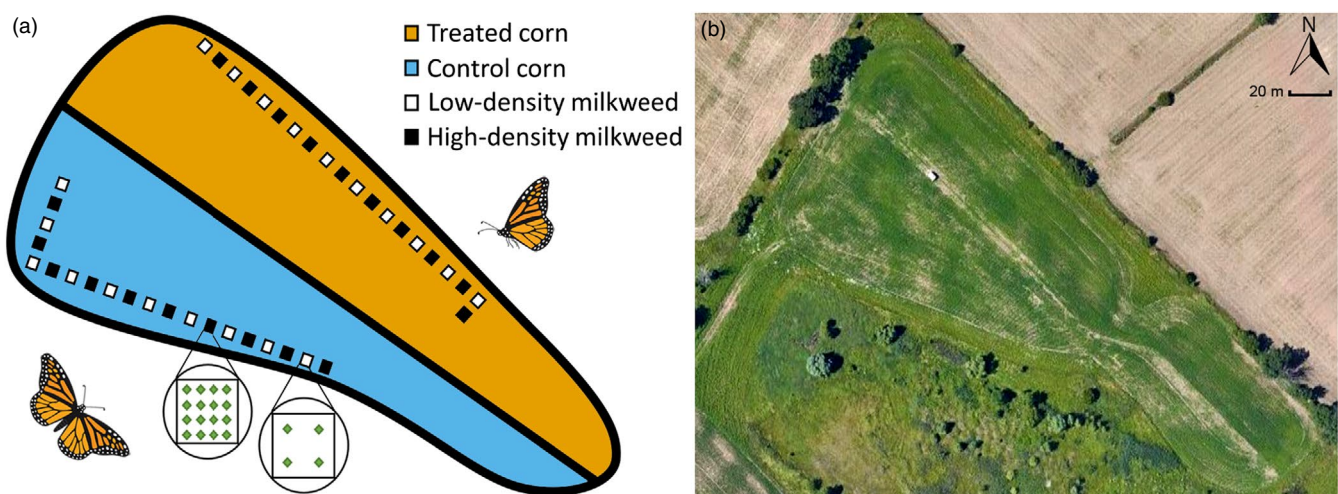 (a)
Treated corn
Control corn
Low-density milkweed
High-density milkweed
(b)
N
20 m